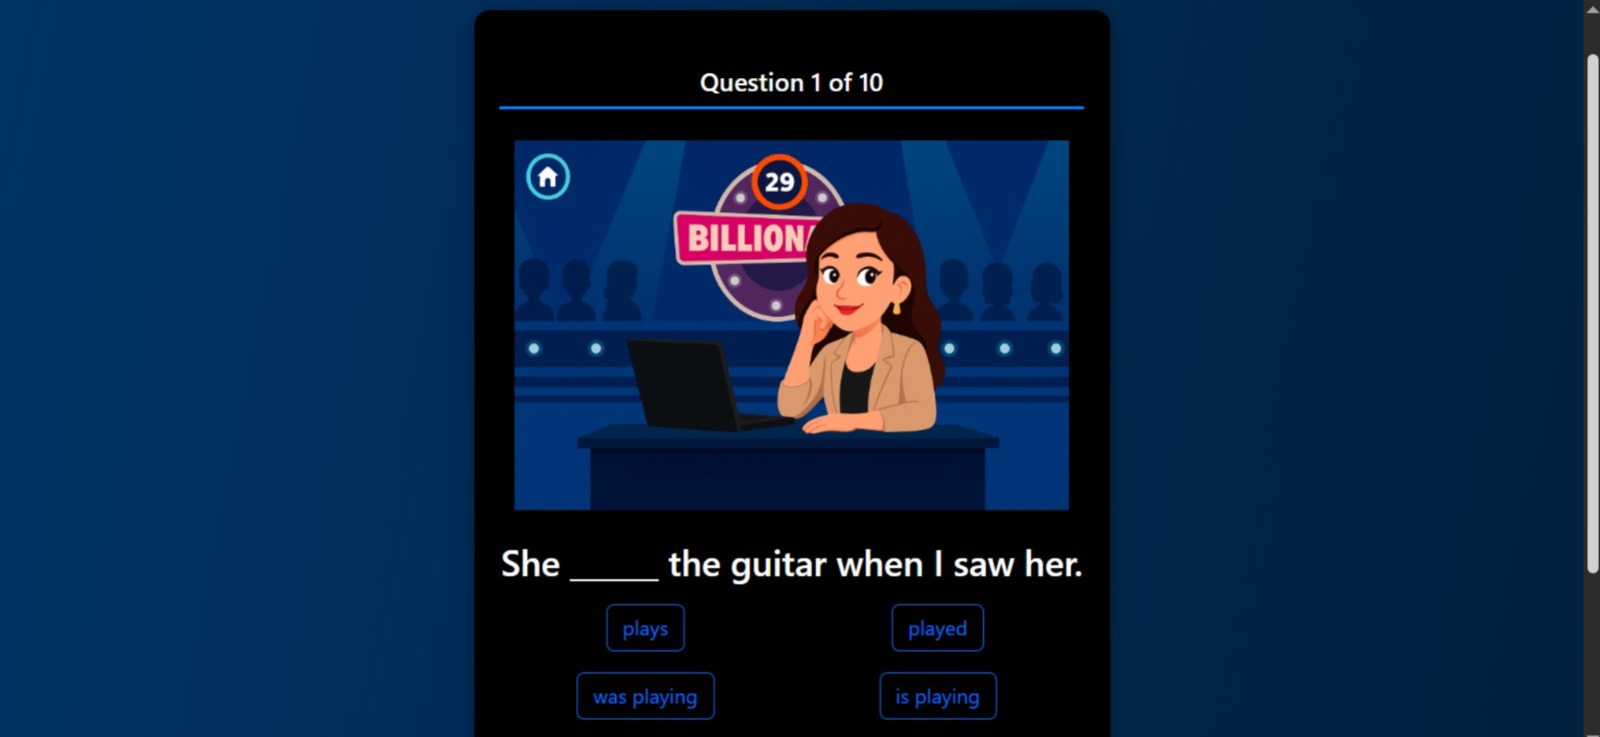 Question 1 of 10
29
BILLION
She ______ the guitar when I saw her.
plays
played
was playing
is playing